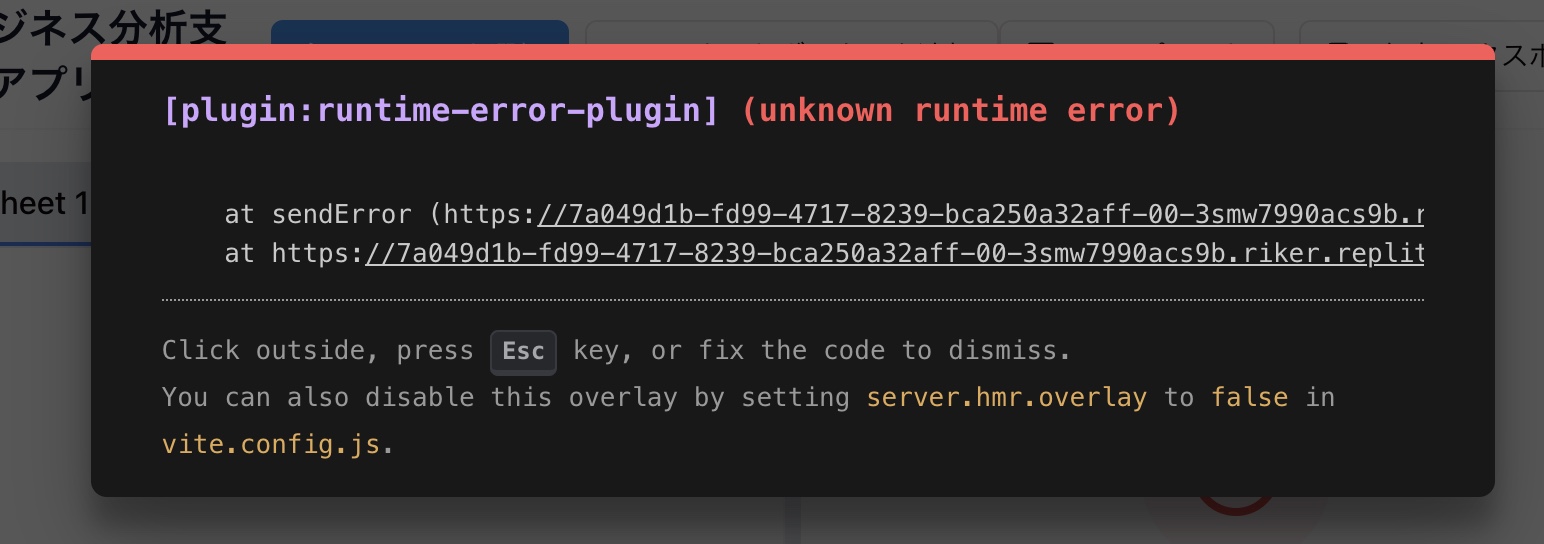 ジネス分析支
アプリ
heet 1
[plugin:runtime-error-plugin] (unknown runtime error)
at sendError (https://7a049d1b-fd99-4717-8239-bca250a32aff-00-3smw7990acs9b.r
at https://7a049d1b-fd99-4717-8239-bca250a32aff-00-3smw7990acs9b.riker.replit
Click outside, press Esc key, or fix the code to dismiss.
You can also disable this overlay by setting server.hmr.overlay to false in
vite.config.js.